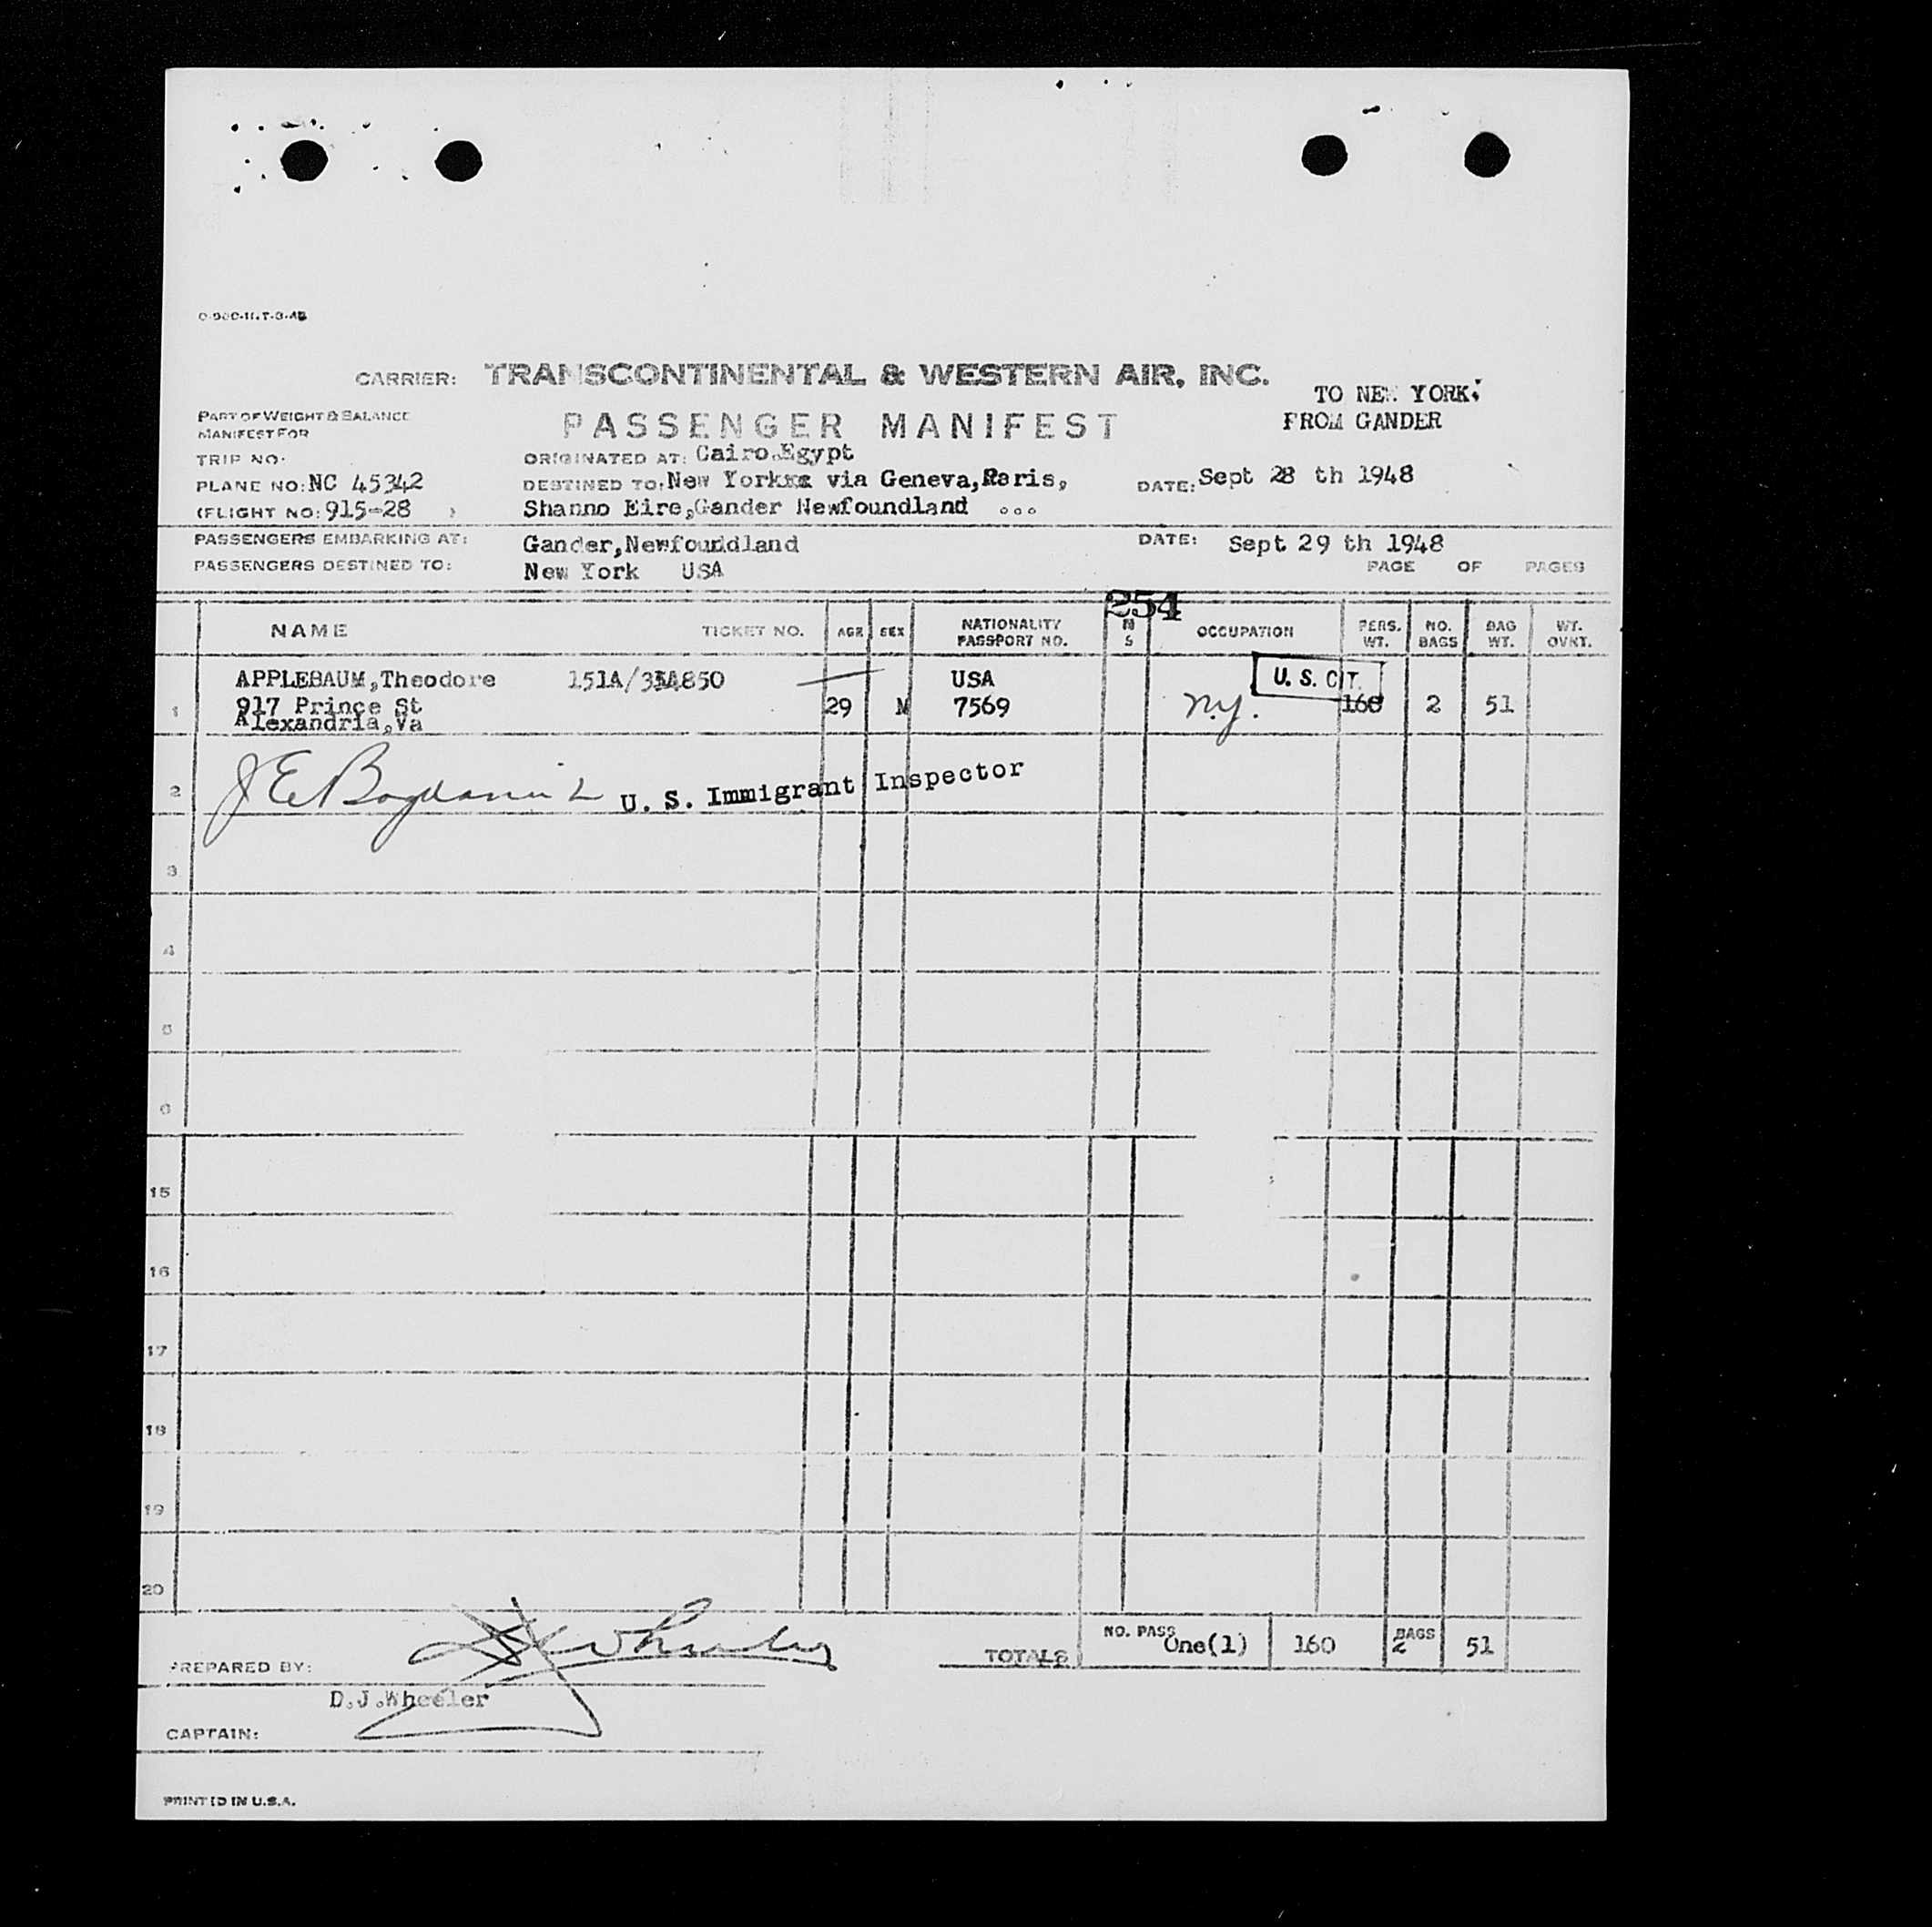 CARRIER: TRANSCONTINENTAL & WESTERN AIR, INC.
TO NEW YORK:
PART OF WEIGHT & BALANCE
MANIFEST FOR
PASSENGER MANIFEST
FROM GANDER
TRIP NO.
ORIGINATED AT: Cairo.Egypt
PLANE NO: NC 45342
DESTINED TO: New York via Geneva,Paris,
DATE: Sept 28 th 1948
(FLIGHT NO: 915-28 )
Shanno Eire,Gander Newfoundland ...
PASSENGERS EMBARKING AT: Gander,Newfoundland
DATE: Sept 29 th 1948
PASSENGERS DESTINED TO: New York USA
PAGE OF PAGES
254
NAME TICKET NO. AGE SEX NATIONALITY PASSPORT NO. M S OCCUPATION PERS. WT. NO. BAGS BAG WT. WT. OVNT.
APPLEBAUM,Theodore USA U. S. CIT.
1 917 Prince St 29 M 7569 N.Y. 2 51
Alexandria,Va
2 U. S. Immigrant Inspector
3
4
5
6
15
16
17
18
19
20
TOTALS NO. PASS One(1) 160 BAGS 2 51
PREPARED BY:
D.J.Wheeler
CAPTAIN:
PRINTED IN U.S.A.